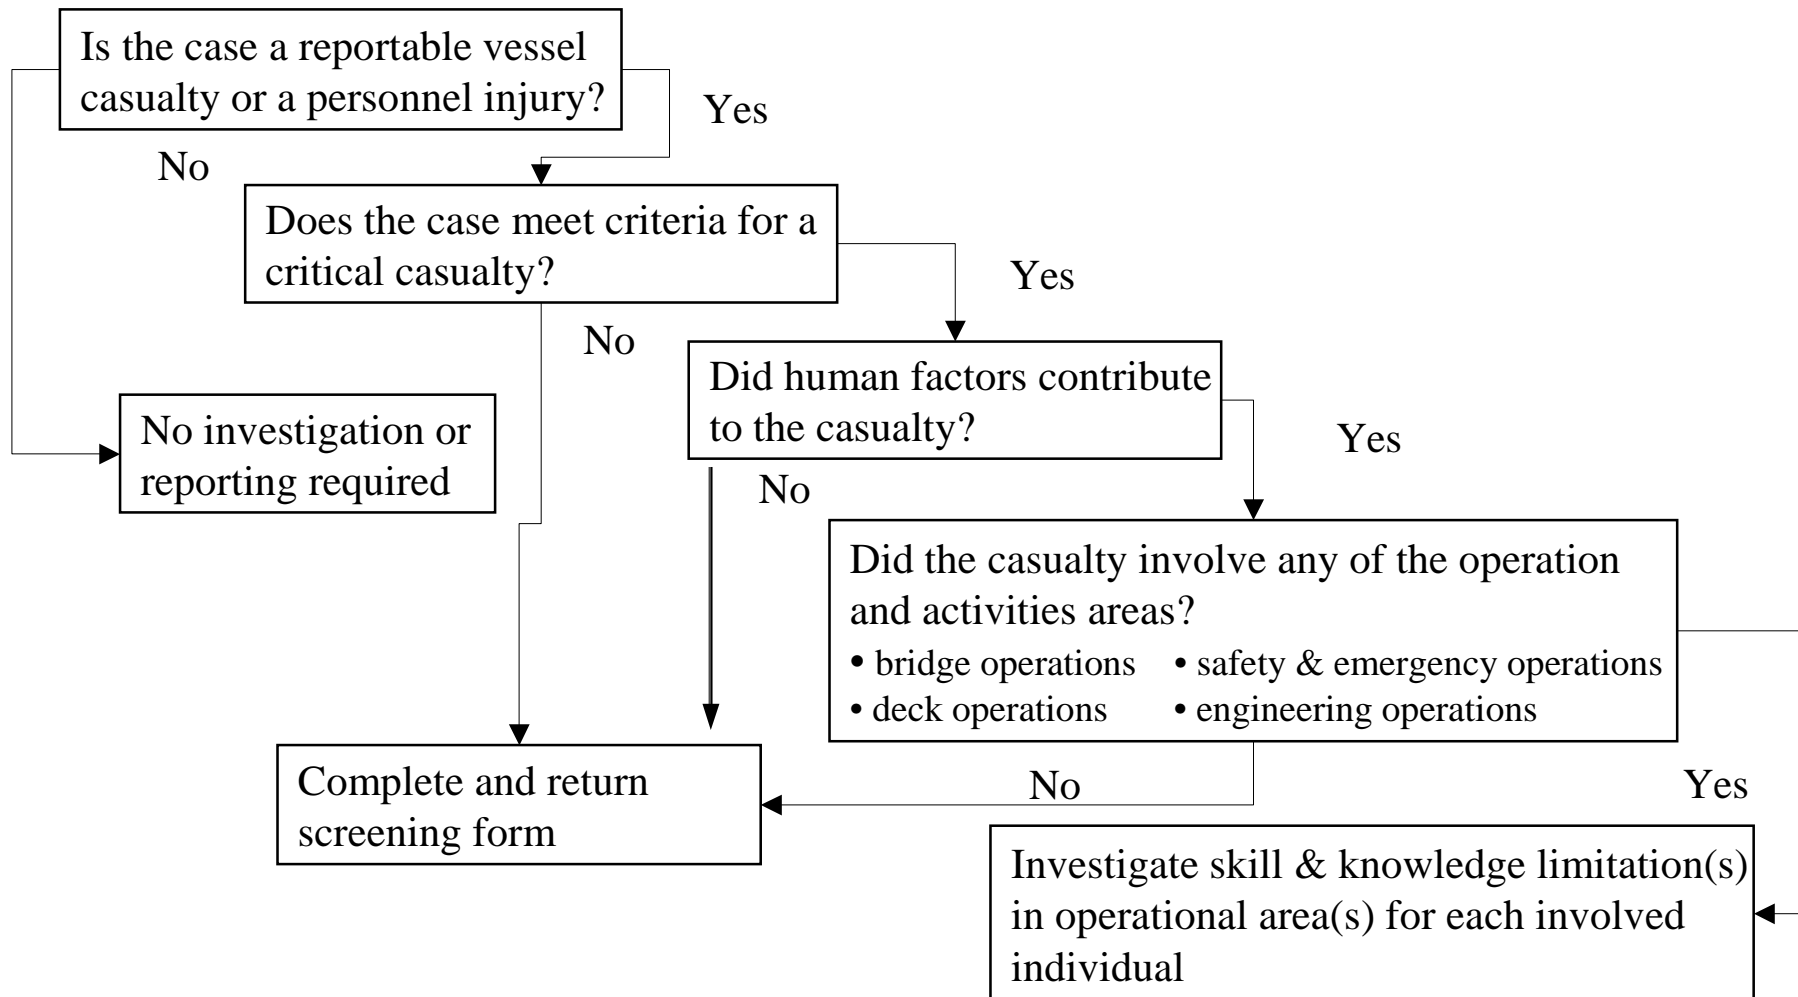 Is the case a reportable vessel
casualty or a personnel injury?
Yes
No
Does the case meet criteria for a
critical casualty?
Yes
No
Did human factors contribute
to the casualty?
Yes
No
No investigation or
reporting required
Did the casualty involve any of the operation
and activities areas?
• bridge operations • safety & emergency operations
• deck operations • engineering operations
No
Yes
Complete and return
screening form
Investigate skill & knowledge limitation(s)
in operational area(s) for each involved
individual